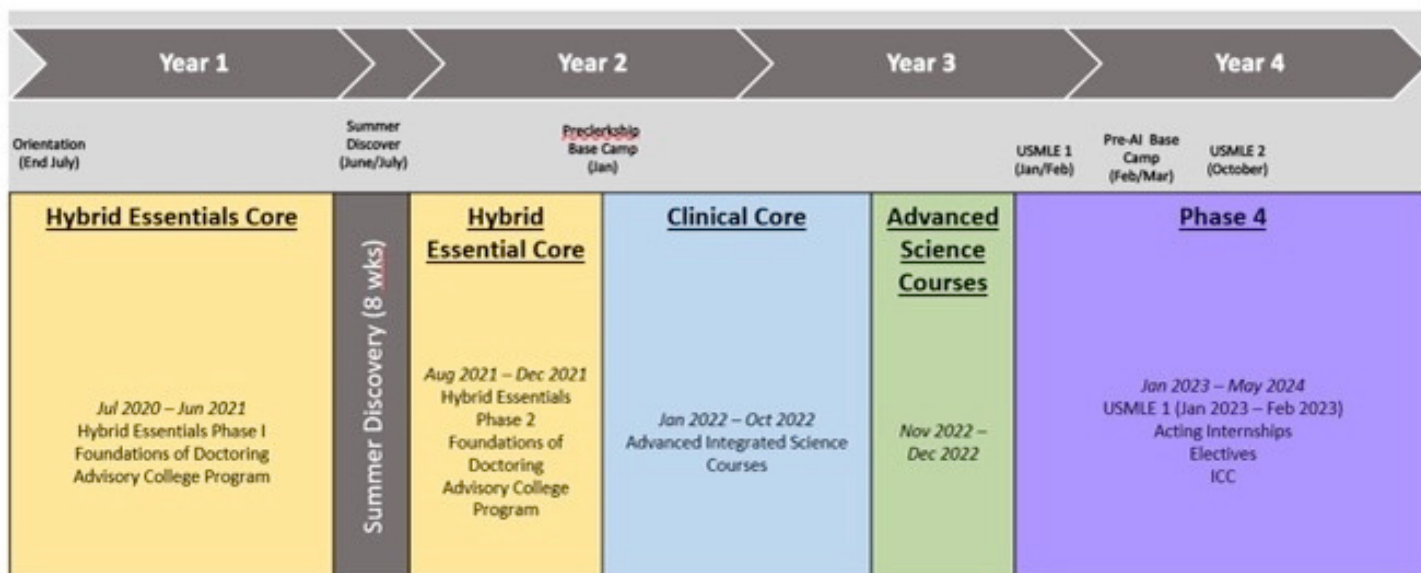 Year 1
Year 2
Year 3
Year 4
Orientation
(End July)
Summer
Discover
(June/July)
Preclerkship
Base Camp
(Jan)
USMLE 1
(Jan/Feb)
Pre-AI Base
Camp
(Feb/Mar)
USMLE 2
(October)
Hybrid Essentials Core
Jul 2020 – Jun 2021
Hybrid Essentials Phase I
Foundations of Doctoring
Advisory College Program
Summer Discovery (8 wks)
Hybrid
Essential Core
Aug 2021 – Dec 2021
Hybrid Essentials
Phase 2
Foundations of
Doctoring
Advisory College
Program
Clinical Core
Jan 2022 – Oct 2022
Advanced Integrated Science
Courses
Advanced
Science
Courses
Nov 2022 –
Dec 2022
Phase 4
Jan 2023 – May 2024
USMLE 1 (Jan 2023 – Feb 2023)
Acting Internships
Electives
ICC